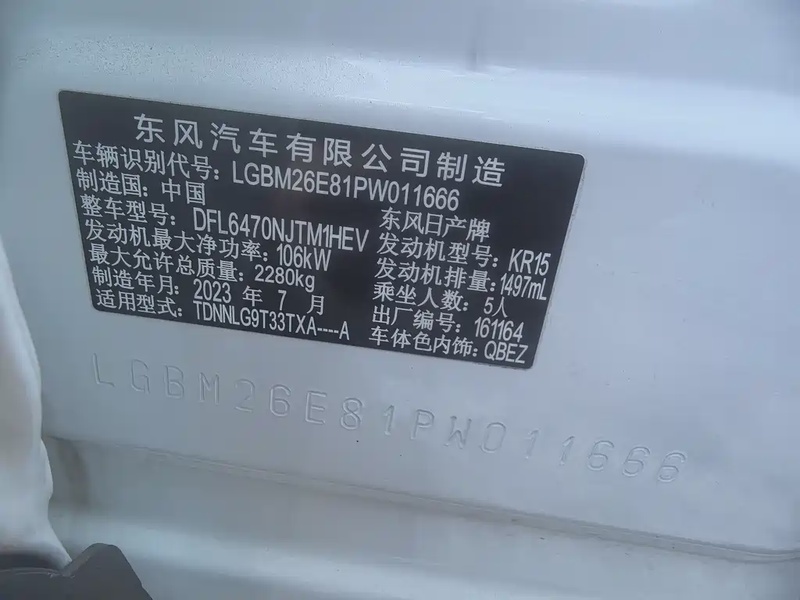 东风汽车有限公司制造
车辆识别代号: LGBM26E81PW011666
制造国: 中国 东风日产牌
整车型号: DFL6470NJTM1HEV 发动机型号: KR15
发动机最大净功率: 106kW 发动机排量: 1497mL
最大允许总质量: 2280kg 乘坐人数: 5人
制造年月: 2023 年 7 月 出厂编号: 161164
适用型式: TDNNLG9T33TXA----A 车体色内饰: QBEZ
LGBM26E81PW011666